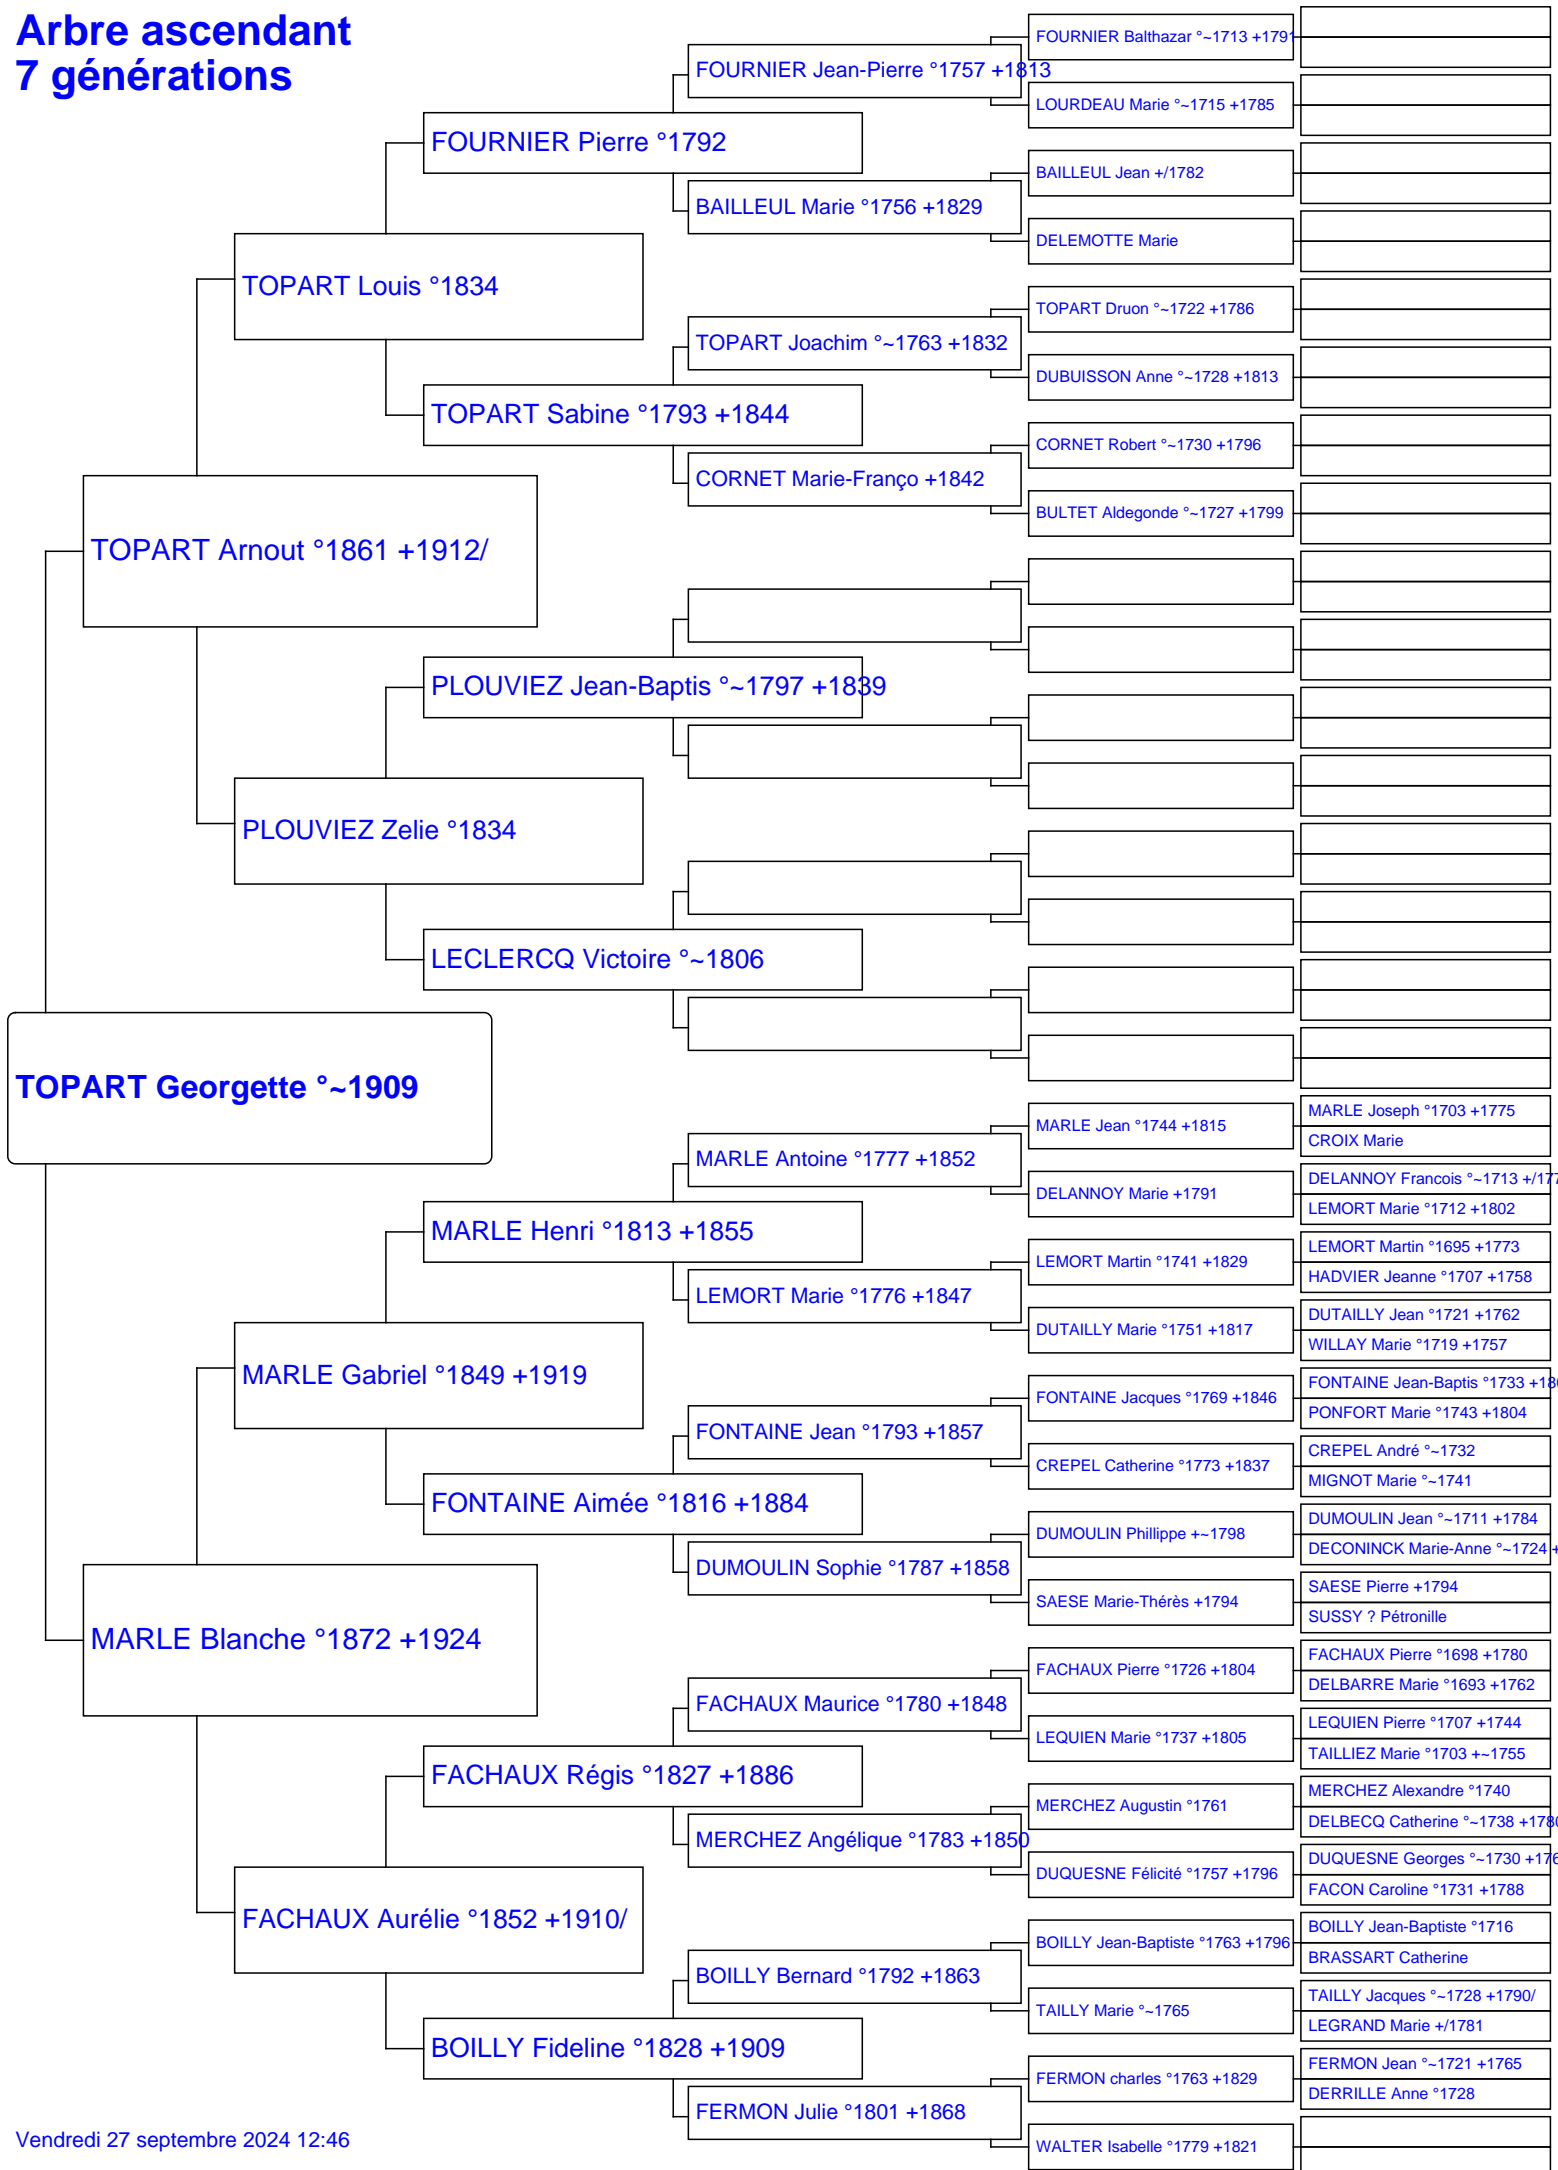 Arbre ascendant
7 générations
FOURNIER Balthazar °~1713 +1791
FOURNIER Jean-Pierre °1757 +1813
LOURDEAU Marie °~1715 +1785
FOURNIER Pierre °1792
BAILLEUL Jean +/1782
BAILLEUL Marie °1756 +1829
DELEMOTTE Marie
TOPART Louis °1834
TOPART Druon °~1722 +1786
TOPART Joachim °~1763 +1832
DUBUISSON Anne °~1728 +1813
TOPART Sabine °1793 +1844
CORNET Robert °~1730 +1796
CORNET Marie-Franço +1842
BULTET Aldegonde °~1727 +1799
TOPART Arnout °1861 +1912/
PLOUVIEZ Jean-Baptis °~1797 +1839
PLOUVIEZ Zelie °1834
LECLERCQ Victoire °~1806
TOPART Georgette °~1909
MARLE Joseph °1703 +1775
MARLE Jean °1744 +1815
CROIX Marie
MARLE Antoine °1777 +1852
DELANNOY Francois °~1713 +/177
DELANNOY Marie +1791
LEMORT Marie °1712 +1802
MARLE Henri °1813 +1855
LEMORT Martin °1695 +1773
LEMORT Martin °1741 +1829
HADVIER Jeanne °1707 +1758
LEMORT Marie °1776 +1847
DUTAILLY Jean °1721 +1762
DUTAILLY Marie °1751 +1817
WILLAY Marie °1719 +1757
MARLE Gabriel °1849 +1919
FONTAINE Jean-Baptis °1733 +180
FONTAINE Jacques °1769 +1846
PONFORT Marie °1743 +1804
FONTAINE Jean °1793 +1857
CREPEL André °~1732
CREPEL Catherine °1773 +1837
MIGNOT Marie °~1741
FONTAINE Aimée °1816 +1884
DUMOULIN Jean °~1711 +1784
DUMOULIN Phillippe +~1798
DECONINCK Marie-Anne °~1724 +
DUMOULIN Sophie °1787 +1858
SAESE Pierre +1794
SAESE Marie-Thérès +1794
SUSSY ? Pétronille
MARLE Blanche °1872 +1924
FACHAUX Pierre °1698 +1780
FACHAUX Pierre °1726 +1804
DELBARRE Marie °1693 +1762
FACHAUX Maurice °1780 +1848
LEQUIEN Pierre °1707 +1744
LEQUIEN Marie °1737 +1805
TAILLIEZ Marie °1703 +~1755
FACHAUX Régis °1827 +1886
MERCHEZ Alexandre °1740
MERCHEZ Augustin °1761
DELBECQ Catherine °~1738 +1780
MERCHEZ Angélique °1783 +1850
DUQUESNE Georges °~1730 +176
DUQUESNE Félicité °1757 +1796
FACON Caroline °1731 +1788
FACHAUX Aurélie °1852 +1910/
BOILLY Jean-Baptiste °1716
BOILLY Jean-Baptiste °1763 +1796
BRASSART Catherine
BOILLY Bernard °1792 +1863
TAILLY Jacques °~1728 +1790/
TAILLY Marie °~1765
LEGRAND Marie +/1781
BOILLY Fideline °1828 +1909
FERMON Jean °~1721 +1765
FERMON charles °1763 +1829
DERRILLE Anne °1728
FERMON Julie °1801 +1868
WALTER Isabelle °1779 +1821
Vendredi 27 septembre 2024 12:46